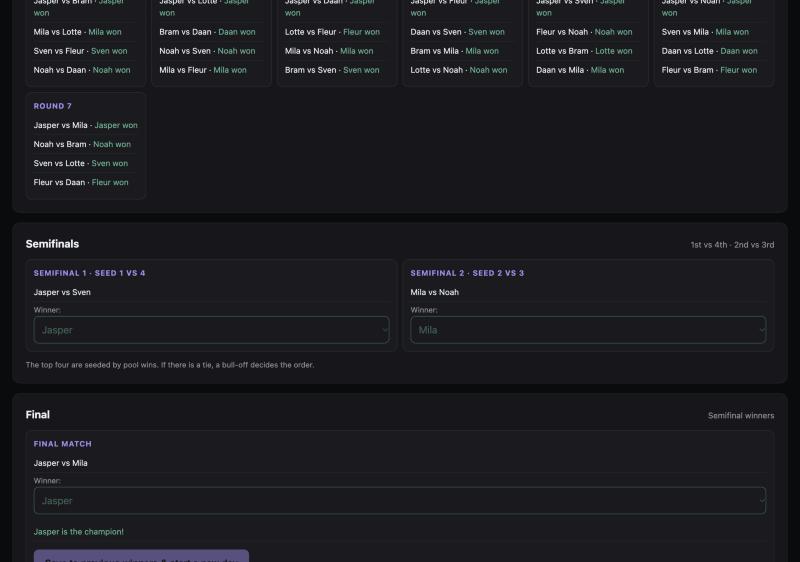 Jasper vs Bram · Jasper won
Mila vs Lotte · Mila won
Sven vs Fleur · Sven won
Noah vs Daan · Noah won
Jasper vs Lotte · Jasper won
Bram vs Daan · Daan won
Noah vs Sven · Noah won
Mila vs Fleur · Mila won
Jasper vs Daan · Jasper won
Lotte vs Fleur · Fleur won
Mila vs Noah · Mila won
Bram vs Sven · Sven won
Jasper vs Fleur · Jasper won
Daan vs Sven · Sven won
Bram vs Mila · Mila won
Lotte vs Noah · Noah won
Jasper vs Sven · Jasper won
Fleur vs Noah · Noah won
Lotte vs Bram · Lotte won
Daan vs Mila · Mila won
Jasper vs Noah · Jasper won
Sven vs Mila · Mila won
Daan vs Lotte · Daan won
Fleur vs Bram · Fleur won
ROUND 7
Jasper vs Mila · Jasper won
Noah vs Bram · Noah won
Sven vs Lotte · Sven won
Fleur vs Daan · Fleur won
Semifinals
1st vs 4th · 2nd vs 3rd
SEMIFINAL 1 · SEED 1 VS 4
Jasper vs Sven
Winner:
Jasper
SEMIFINAL 2 · SEED 2 VS 3
Mila vs Noah
Winner:
Mila
The top four are seeded by pool wins. If there is a tie, a bull-off decides the order.
Final
Semifinal winners
FINAL MATCH
Jasper vs Mila
Winner:
Jasper
Jasper is the champion!